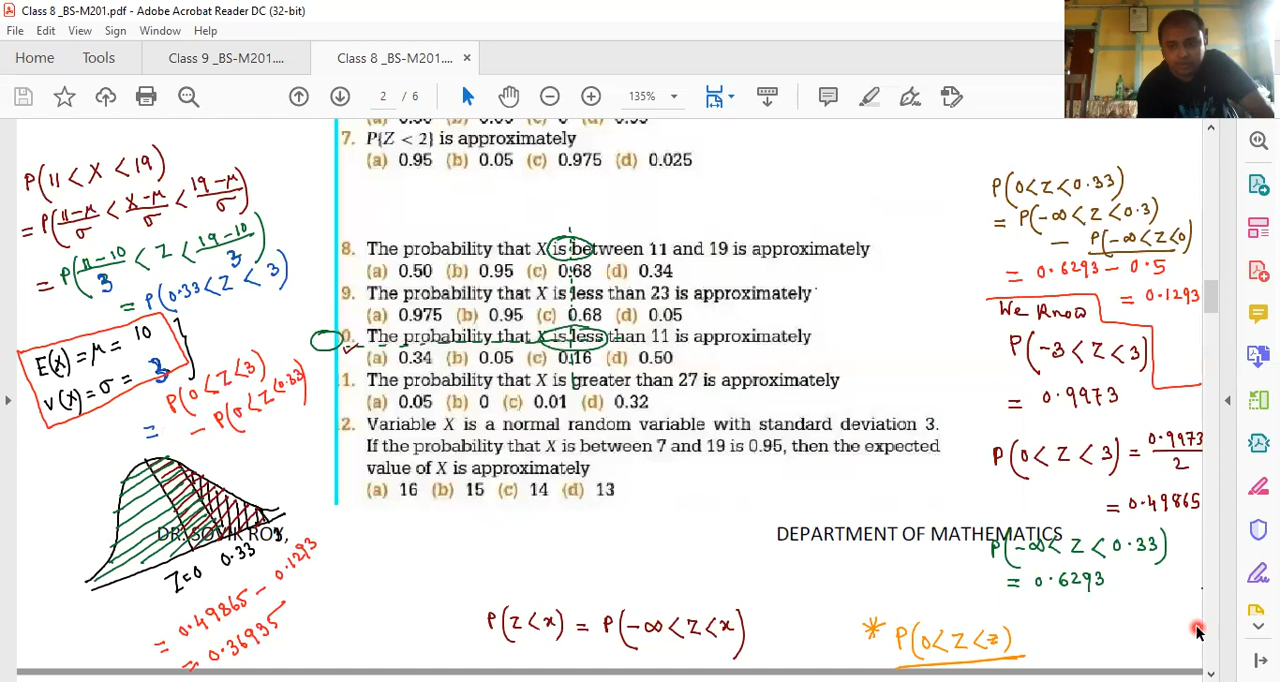 Class 8 _BS-M201.pdf - Adobe Acrobat Reader DC (32-bit)
File Edit View Sign Window Help
Home Tools Class 9 _BS-M201.... Class 8 _BS-M201.... ×
2 / 6 135%
7. P{Z < 2} is approximately
(a) 0.95 (b) 0.05 (c) 0.975 (d) 0.025
8. The probability that X is between 11 and 19 is approximately
(a) 0.50 (b) 0.95 (c) 0.68 (d) 0.34
9. The probability that X is less than 23 is approximately
(a) 0.975 (b) 0.95 (c) 0.68 (d) 0.05
0. The probability that X is less than 11 is approximately
(a) 0.34 (b) 0.05 (c) 0.16 (d) 0.50
1. The probability that X is greater than 27 is approximately
(a) 0.05 (b) 0 (c) 0.01 (d) 0.32
2. Variable X is a normal random variable with standard deviation 3.
If the probability that X is between 7 and 19 is 0.95, then the expected
value of X is approximately
(a) 16 (b) 15 (c) 14 (d) 13
DR. SOVIK ROY, DEPARTMENT OF MATHEMATICS
P(11 < X < 19)
= P(11-μ/σ < X-μ/σ < 19-μ/σ)
= P(11-10/3 < Z < 19-10/3)
= P(0.33 < Z < 3)
E(X) = μ = 10
V(X) = σ = 3
= P(0 < Z < 3)
- P(0 < Z < 0.33)
Z=0 0.33 3
= 0.49865 - 0.1293
= 0.36935
P(Z < x) = P(-∞ < Z < x)
* P(0 < Z < z)
P(0 < Z < 0.33)
= P(-∞ < Z < 0.3)
- P(-∞ < Z < 0)
= 0.6293 - 0.5
= 0.1293
We Know
P(-3 < Z < 3)
= 0.9973
P(0 < Z < 3) = 0.9973/2
= 0.49865
P(-∞ < Z < 0.33)
= 0.6293